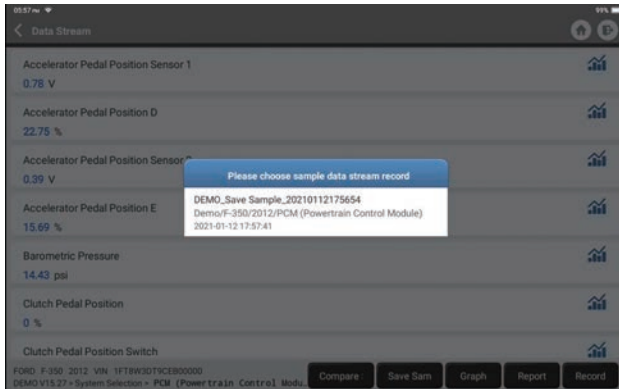 05:57 PM
99%
Data Stream
Accelerator Pedal Position Sensor 1
0.78 V
Accelerator Pedal Position D
22.75 %
Accelerator Pedal Position Sensor
0.39 V
Accelerator Pedal Position E
15.69 %
Barometric Pressure
14.43 psi
Clutch Pedal Position
0 %
Clutch Pedal Position Switch
Please choose sample data stream record
DEMO_Save Sample_20210112175654
Demo/F-350/2012/PCM (Powertrain Control Module)
2021-01-12 17:57:41
FORD F-350 2012 VIN 1FT8W3DT9CEB00000
DEMO V15.27 > System Selection > PCM (Powertrain Control Modu..
Compare
Save Sam
Graph
Report
Record